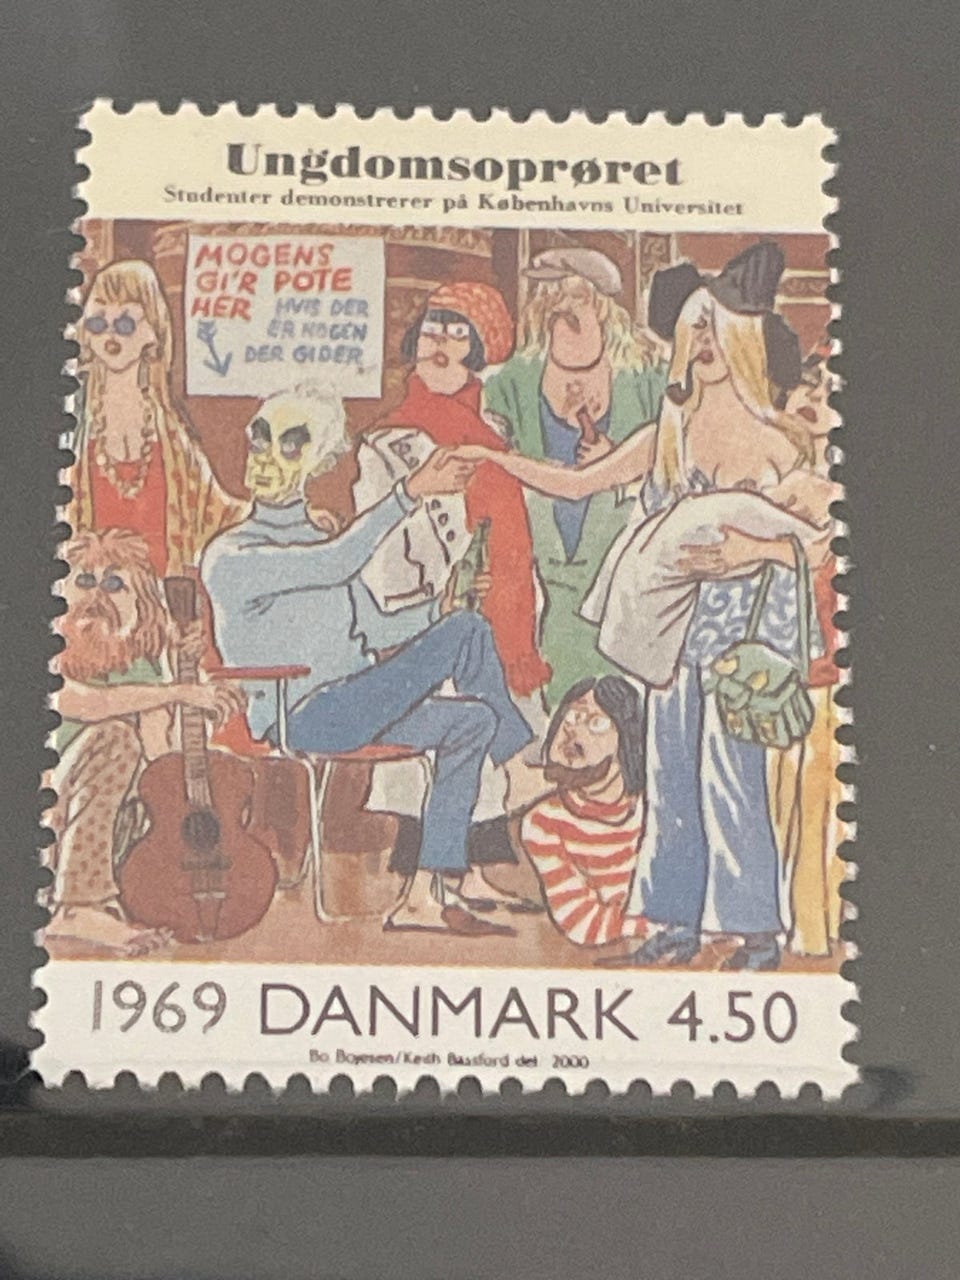 Ungdomsoprøret
Studenter demonstrerer på Københavns Universitet
MOGENS
GI'R POTE
HER HVIS DER
ER NOGEN
DER GIDER
1969 DANMARK 4.50
Bo Bojesen/Keith Bassford del 2000